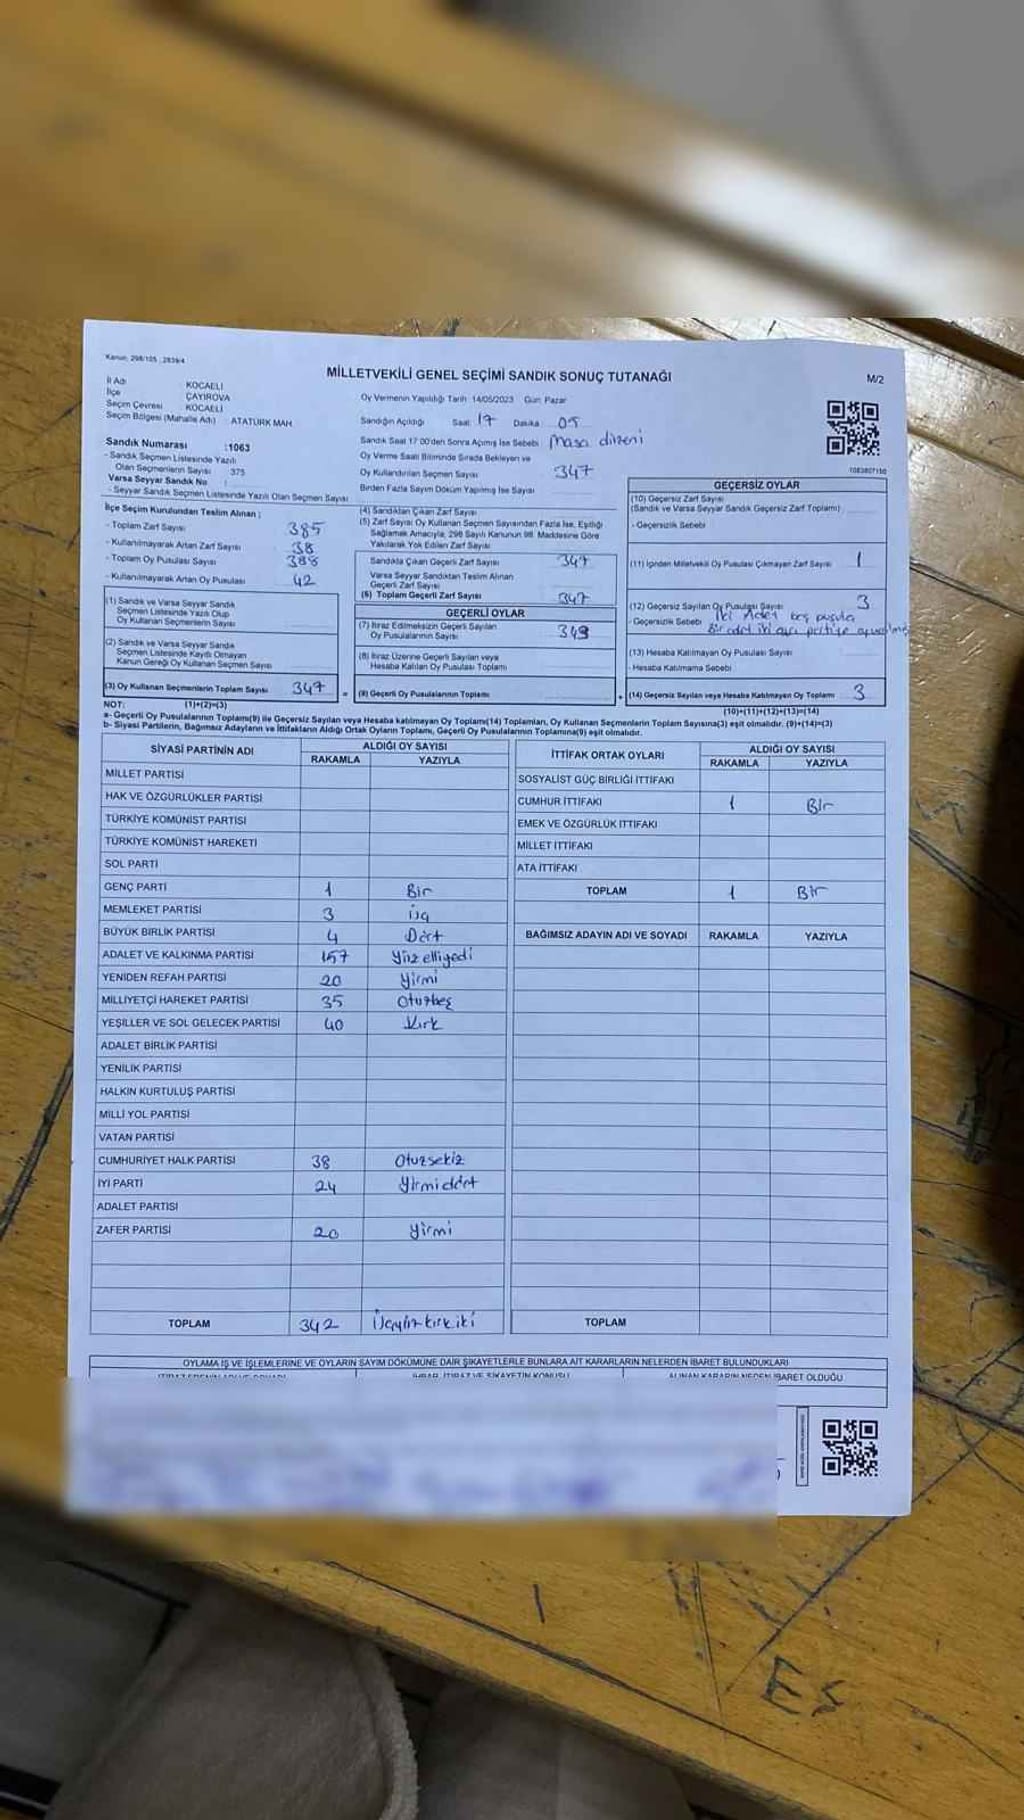 Kanun: 298/105 , 2839/4
MİLLETVEKİLİ GENEL SEÇİMİ SANDIK SONUÇ TUTANAĞI
M/2
İl Adı KOCAELİ
İlçe ÇAYIROVA
Seçim Çevresi KOCAELİ
Seçim Bölgesi (Mahalle Adı) ATATÜRK MAH.
Sandık Numarası :1063
- Sandık Seçmen Listesinde Yazılı
Olan Seçmenlerin Sayısı 375
Varsa Seyyar Sandık No :
- Seyyar Sandık Seçmen Listesinde Yazılı Olan Seçmen Sayısı
Oy Vermenin Yapıldığı Tarih 14/05/2023 Gün: Pazar
Sandığın Açıldığı Saat: 17 Dakika 05
Sandık Saat 17:00'den Sonra Açılmış İse Sebebi Masa düzeni
Oy Verme Saati Bitiminde Sırada Bekleyen ve
Oy Kullandırılan Seçmen Sayısı 347
Birden Fazla Sayım Döküm Yapılmış İse Sayısı
İlçe Seçim Kurulundan Teslim Alınan ;
- Toplam Zarf Sayısı 385
- Kullanılmayarak Artan Zarf Sayısı 38
- Toplam Oy Pusulası Sayısı 388
- Kullanılmayarak Artan Oy Pusulası 42
(1) Sandık ve Varsa Seyyar Sandık
Seçmen Listesinde Yazılı Olup
Oy Kullanan Seçmenlerin Sayısı
(2) Sandık ve Varsa Seyyar Sandık
Seçmen Listesinde Kayıtlı Olmayan
Kanun Gereği Oy Kullanan Seçmen Sayısı
(3) Oy Kullanan Seçmenlerin Toplam Sayısı 347
(4) Sandıktan Çıkan Zarf Sayısı
(5) Zarf Sayısı Oy Kullanan Seçmen Sayısından Fazla İse, Eşitliği
Sağlamak Amacıyla, 298 Sayılı Kanunun 98. Maddesine Göre
Yakılarak Yok Edilen Zarf Sayısı
Sandıkta Çıkan Geçerli Zarf Sayısı 347
Varsa Seyyar Sandıktan Teslim Alınan
Geçerli Zarf Sayısı
(6) Toplam Geçerli Zarf Sayısı 347
GEÇERLİ OYLAR
(7) İtiraz Edilmeksizin Geçerli Sayılan
Oy Pusulalarının Sayısı 343
(8) İtiraz Üzerine Geçerli Sayılan veya
Hesaba Katılan Oy Pusulası Toplamı
= (9) Geçerli Oy Pusulalarının Toplamı
1083807150
GEÇERSİZ OYLAR
(10) Geçersiz Zarf Sayısı
(Sandık ve Varsa Seyyar Sandık Geçersiz Zarf Toplamı)
- Geçersizlik Sebebi
(11) İçinden Milletvekili Oy Pusulası Çıkmayan Zarf Sayısı 1
(12) Geçersiz Sayılan Oy Pusulası Sayısı 3
- Geçersizlik Sebebi İki Adet boş pusula
Bir adet iki ayrı partiye
(13) Hesaba Katılmayan Oy Pusulası Sayısı
- Hesaba Katılmama Sebebi
+ (14) Geçersiz Sayılan veya Hesaba Katılmayan Oy Toplamı 3
NOT: (1)+(2)=(3)
(10)+(11)+(12)+(13)=(14)
a- Geçerli Oy Pusulalarının Toplamı(9) ile Geçersiz Sayılan veya Hesaba katılmayan Oy Toplamı(14) Toplamları, Oy Kullanan Seçmenlerin Toplam Sayısına(3) eşit olmalıdır. (9)+(14)=(3)
b- Siyasi Partilerin, Bağımsız Adayların ve İttifakların Aldığı Ortak Oyların Toplamı, Geçerli Oy Pusulalarının Toplamına(9) eşit olmalıdır.
SİYASİ PARTİNİN ADI ALDIĞI OY SAYISI
RAKAMLA YAZIYLA
MİLLET PARTİSİ
HAK VE ÖZGÜRLÜKLER PARTİSİ
TÜRKİYE KOMÜNİST PARTİSİ
TÜRKİYE KOMÜNİST HAREKETİ
SOL PARTİ
GENÇ PARTİ 1 Bir
MEMLEKET PARTİSİ 3 üç
BÜYÜK BİRLİK PARTİSİ 4 Dört
ADALET VE KALKINMA PARTİSİ 157 Yüzelliyedi
YENİDEN REFAH PARTİSİ 20 Yirmi
MİLLİYETÇİ HAREKET PARTİSİ 35 Otuzbeş
YEŞİLLER VE SOL GELECEK PARTİSİ 40 Kırk
ADALET BİRLİK PARTİSİ
YENİLİK PARTİSİ
HALKIN KURTULUŞ PARTİSİ
MİLLİ YOL PARTİSİ
VATAN PARTİSİ
CUMHURİYET HALK PARTİSİ 38 Otuzsekiz
İYİ PARTİ 24 Yirmidört
ADALET PARTİSİ
ZAFER PARTİSİ 20 Yirmi
TOPLAM 342 Üçyüzkırkiki
İTTİFAK ORTAK OYLARI ALDIĞI OY SAYISI
RAKAMLA YAZIYLA
SOSYALİST GÜÇ BİRLİĞİ İTTİFAKI
CUMHUR İTTİFAKI 1 Bir
EMEK VE ÖZGÜRLÜK İTTİFAKI
MİLLET İTTİFAKI
ATA İTTİFAKI
TOPLAM 1 Bir
BAĞIMSIZ ADAYIN ADI VE SOYADI RAKAMLA YAZIYLA
TOPLAM
OYLAMA İŞ VE İŞLEMLERİNE VE OYLARIN SAYIM DÖKÜMÜNE DAİR ŞİKAYETLERLE BUNLARA AİT KARARLARIN NELERDEN İBARET BULUNDUKLARI
İHBAR, İTİRAZ VE ŞİKAYETİN KONUSU ALINAN KARARIN NEDEN İBARET OLDUĞU
ES